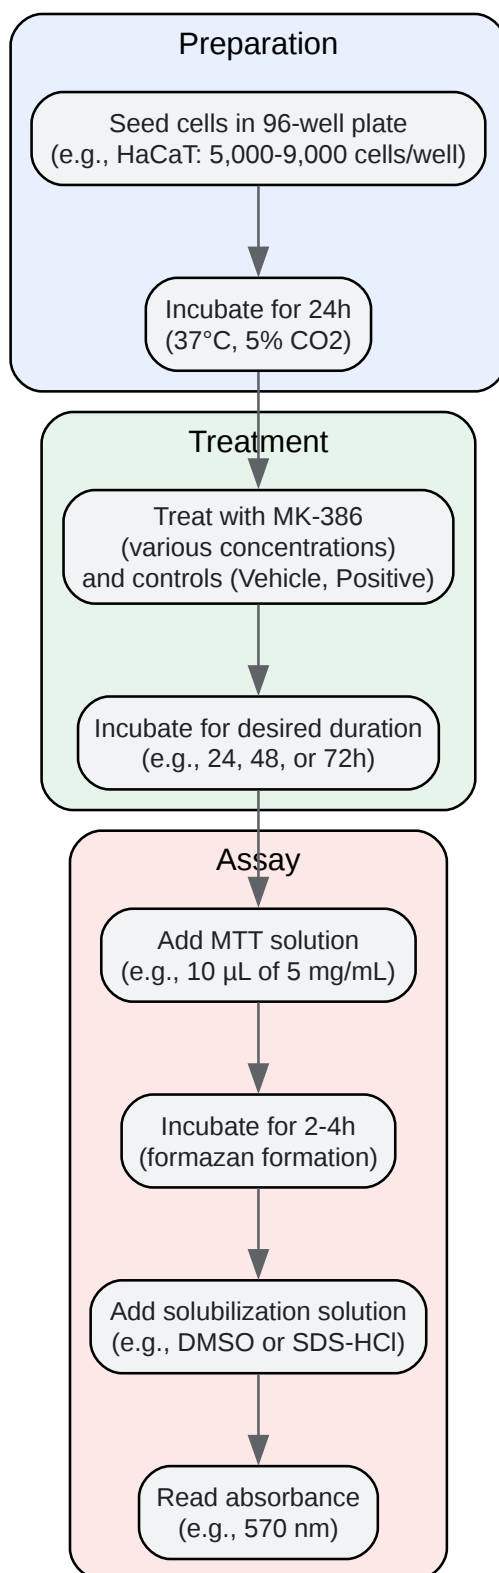 Preparation
Seed cells in 96-well plate
(e.g., HaCaT: 5,000-9,000 cells/well)
Incubate for 24h
(37°C, 5% CO2)
Treatment
Treat with MK-386
(various concentrations)
and controls (Vehicle, Positive)
Incubate for desired duration
(e.g., 24, 48, or 72h)
Assay
Add MTT solution
(e.g., 10 µL of 5 mg/mL)
Incubate for 2-4h
(formazan formation)
Add solubilization solution
(e.g., DMSO or SDS-HCl)
Read absorbance
(e.g., 570 nm)